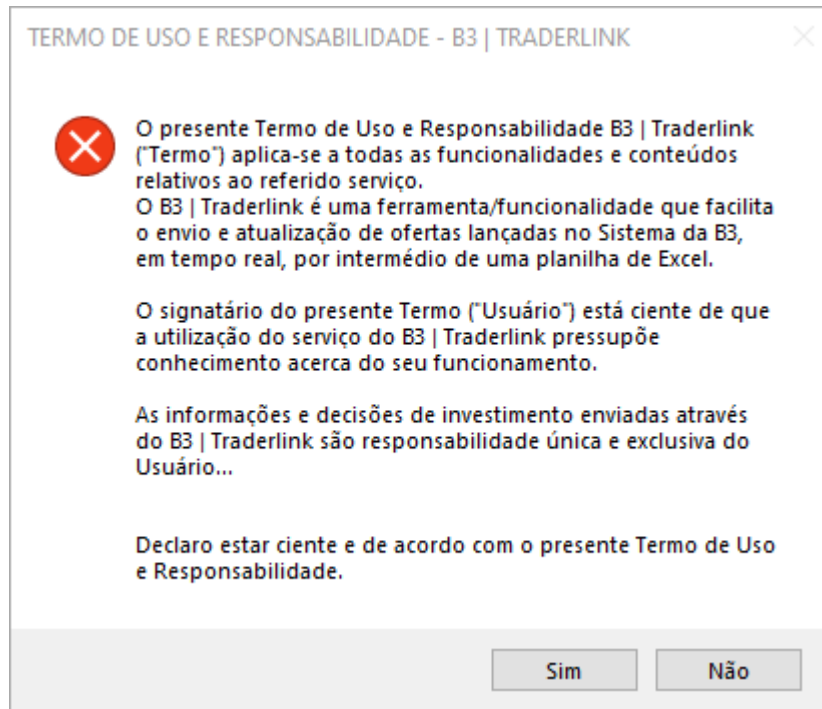 TERMO DE USO E RESPONSABILIDADE - B3 | TRADERLINK
O presente Termo de Uso e Responsabilidade B3 | Traderlink
("Termo") aplica-se a todas as funcionalidades e conteúdos
relativos ao referido serviço.
O B3 | Traderlink é uma ferramenta/funcionalidade que facilita
o envio e atualização de ofertas lançadas no Sistema da B3,
em tempo real, por intermédio de uma planilha de Excel.
O signatário do presente Termo ("Usuário") está ciente de que
a utilização do serviço do B3 | Traderlink pressupõe
conhecimento acerca do seu funcionamento.
As informações e decisões de investimento enviadas através
do B3 | Traderlink são responsabilidade única e exclusiva do
Usuário...
Declaro estar ciente e de acordo com o presente Termo de Uso
e Responsabilidade.
Sim
Não